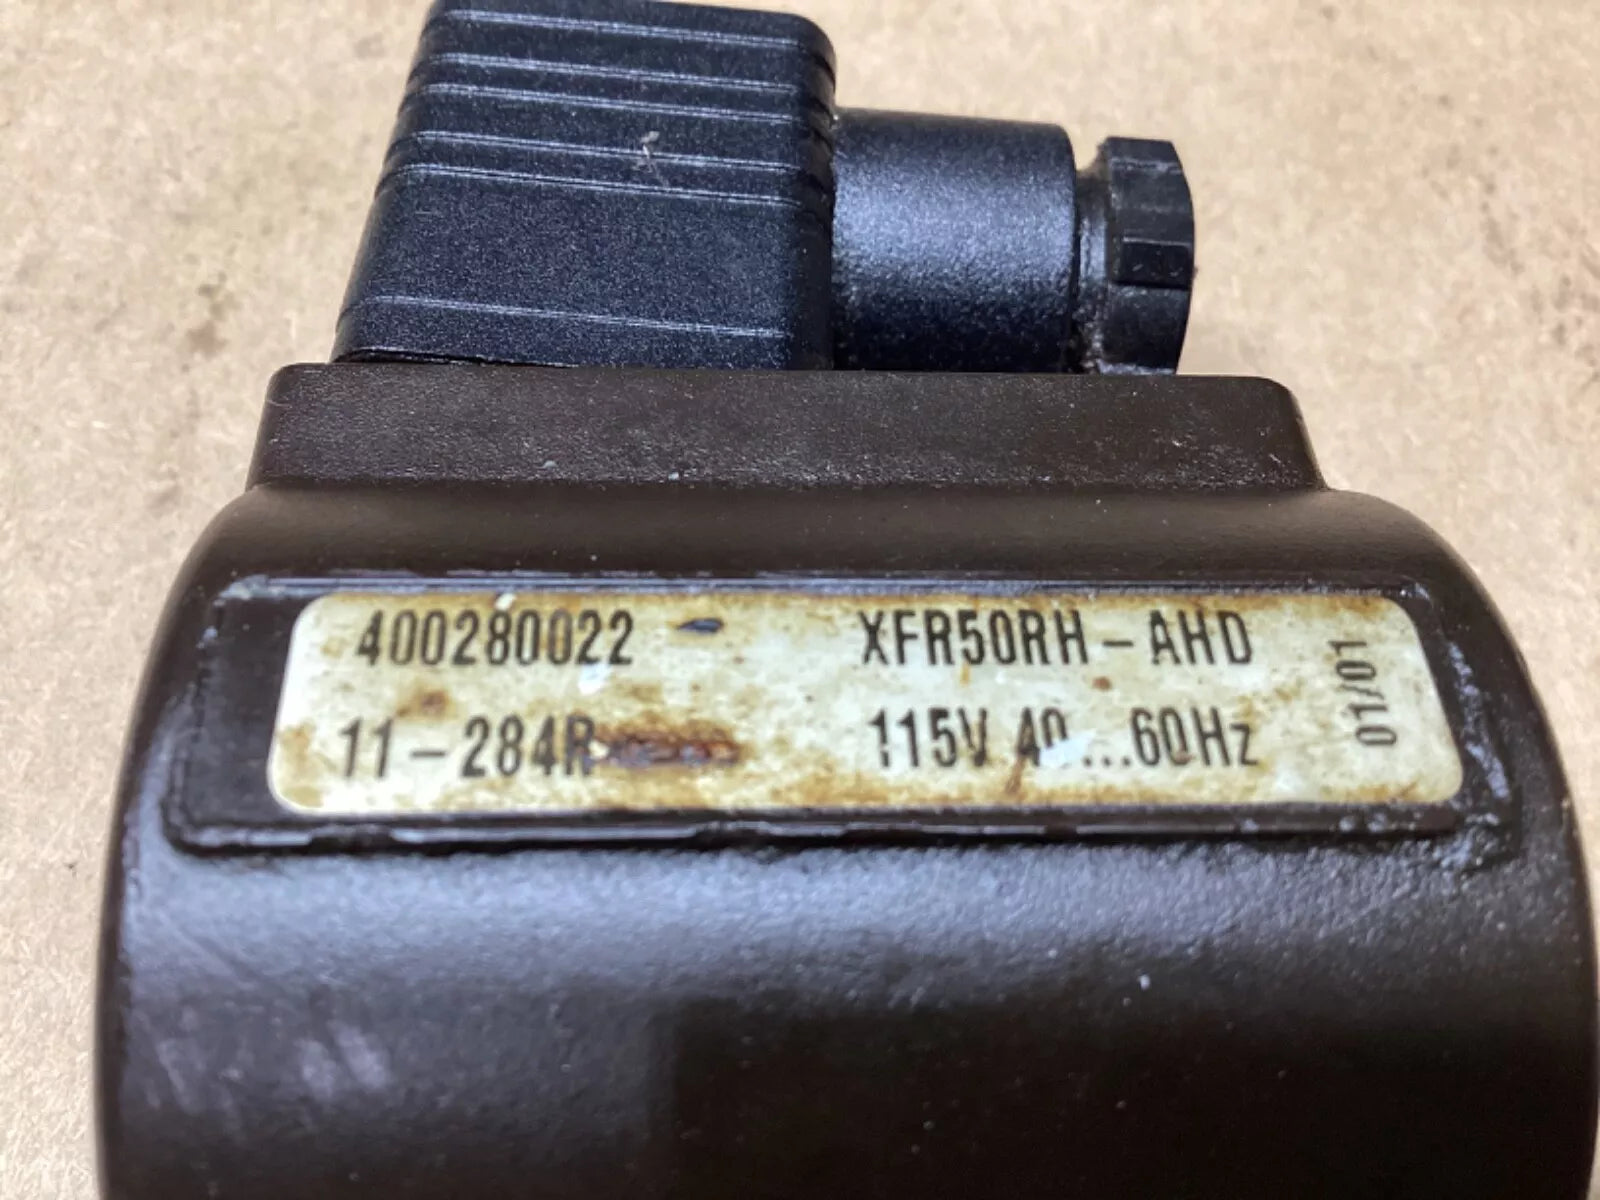 400280022 XFR50RH-AHD
11-284R 115V 40...60Hz
01/01